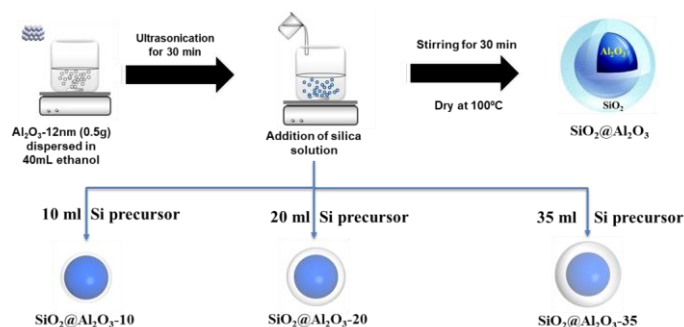 Ultrasonication
for 30 min
Stirring for 30 min
Dry at 100ºC
Al₂O₃
SiO₂
SiO₂@Al₂O₃
Al₂O₃-12nm (0.5g)
dispersed in
40mL ethanol
Addition of silica
solution
10 ml Si precursor
20 ml Si precursor
35 ml Si precursor
SiO₂@Al₂O₃-10
SiO₂@Al₂O₃-20
SiO₂@Al₂O₃-35